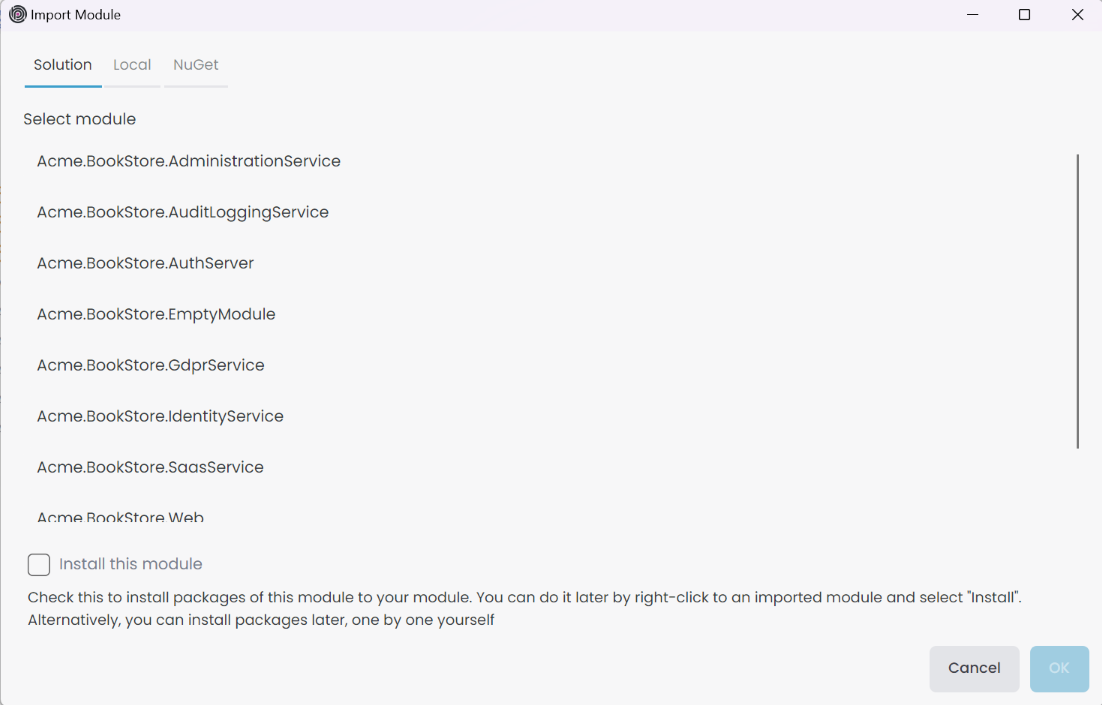 Import Module
Solution Local NuGet
Select module
Acme.BookStore.AdministrationService
Acme.BookStore.AuditLoggingService
Acme.BookStore.AuthServer
Acme.BookStore.EmptyModule
Acme.BookStore.GdprService
Acme.BookStore.IdentityService
Acme.BookStore.SaasService
Acme.BookStore.Web
Install this module
Check this to install packages of this module to your module. You can do it later by right-click to an imported module and select "Install".
Alternatively, you can install packages later, one by one yourself
Cancel OK